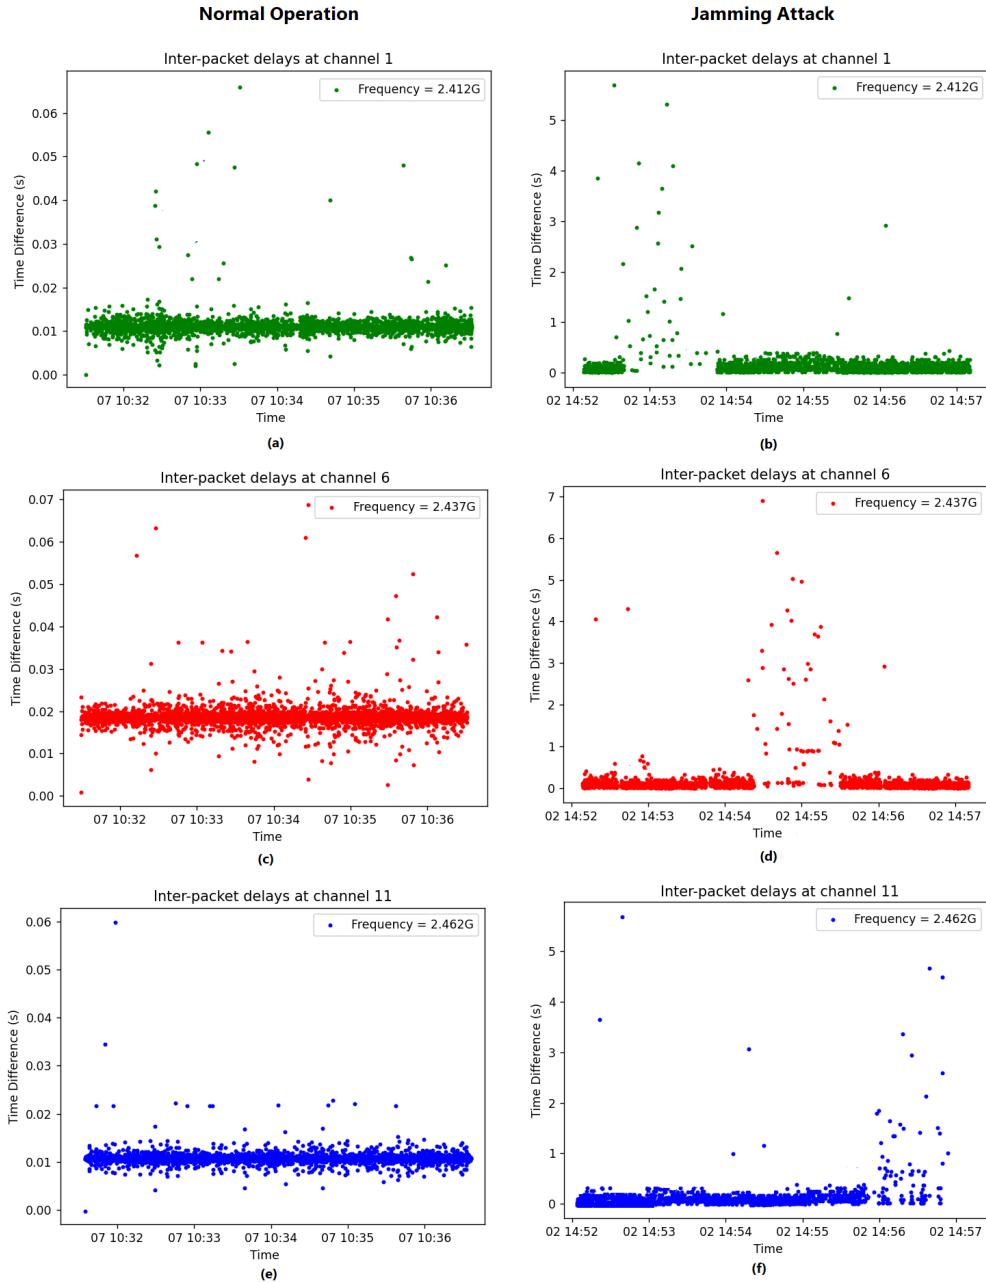 Normal Operation
Jamming Attack
Inter-packet delays at channel 1
Frequency = 2.412G
0.06
0.05
0.04
0.03
0.02
0.01
0.00
Time Difference (s)
07 10:32 07 10:33 07 10:34 07 10:35 07 10:36
Time
(a)
Inter-packet delays at channel 1
Frequency = 2.412G
5
4
3
2
1
0
Time Difference (s)
02 14:52 02 14:53 02 14:54 02 14:55 02 14:56 02 14:57
Time
(b)
Inter-packet delays at channel 6
Frequency = 2.437G
0.07
0.06
0.05
0.04
0.03
0.02
0.01
0.00
Time Difference (s)
07 10:32 07 10:33 07 10:34 07 10:35 07 10:36
Time
(c)
Inter-packet delays at channel 6
Frequency = 2.437G
7
6
5
4
3
2
1
0
Time Difference (s)
02 14:52 02 14:53 02 14:54 02 14:55 02 14:56 02 14:57
Time
(d)
Inter-packet delays at channel 11
Frequency = 2.462G
0.06
0.05
0.04
0.03
0.02
0.01
0.00
Time Difference (s)
07 10:32 07 10:33 07 10:34 07 10:35 07 10:36
Time
(e)
Inter-packet delays at channel 11
Frequency = 2.462G
5
4
3
2
1
0
Time Difference (s)
02 14:52 02 14:53 02 14:54 02 14:55 02 14:56 02 14:57
Time
(f)